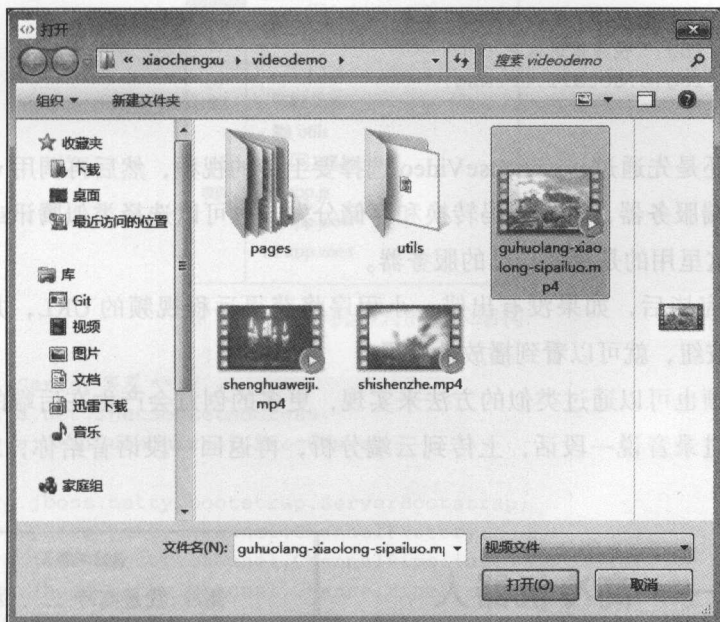 打开
« xiaochengxu ▸ videodemo ▸
搜索 videodemo
组织 ▼ 新建文件夹
收藏夹
下载
桌面
最近访问的位置
库
Git
视频
图片
文档
迅雷下载
音乐
家庭组
pages
utils
guhuolang-xiao
long-sipailuo.m
p4
shenghuaweiji.
mp4
shishenzhe.mp4
文件名(N):
guhuolang-xiaolong-sipailuo.m
视频文件
打开(O)
取消